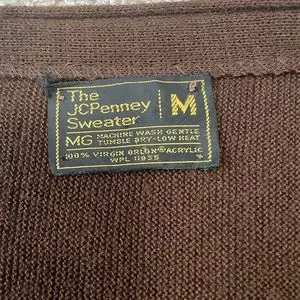 The
JCPenney
Sweater
M
MG MACHINE WASH GENTLE
TUMBLE DRY-LOW HEAT
100% VIRGIN ORLON® ACRYLIC
WPL 11955